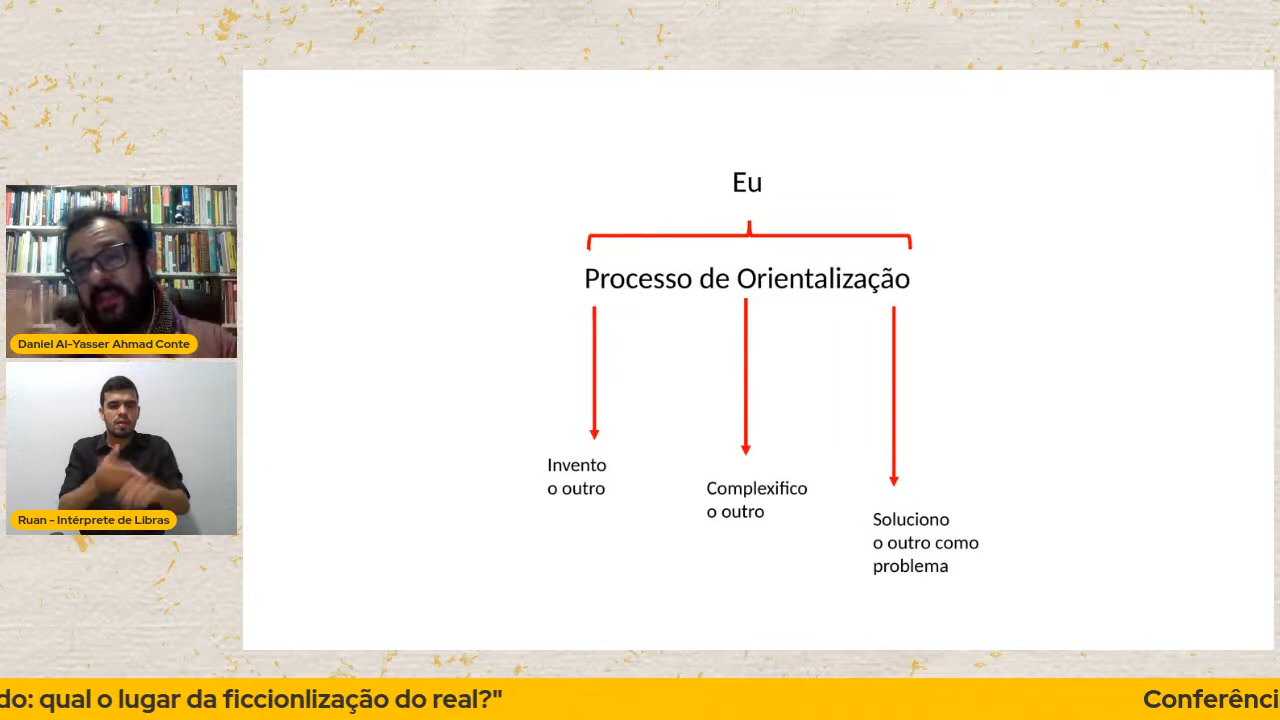 Eu
Processo de Orientalização
Invento
o outro
Complexifico
o outro
Soluciono
o outro como
problema
Daniel Al-Yasser Ahmad Conte
Ruan - Intérprete de Libras
do: qual o lugar da ficcionlização do real?"
Conferênci